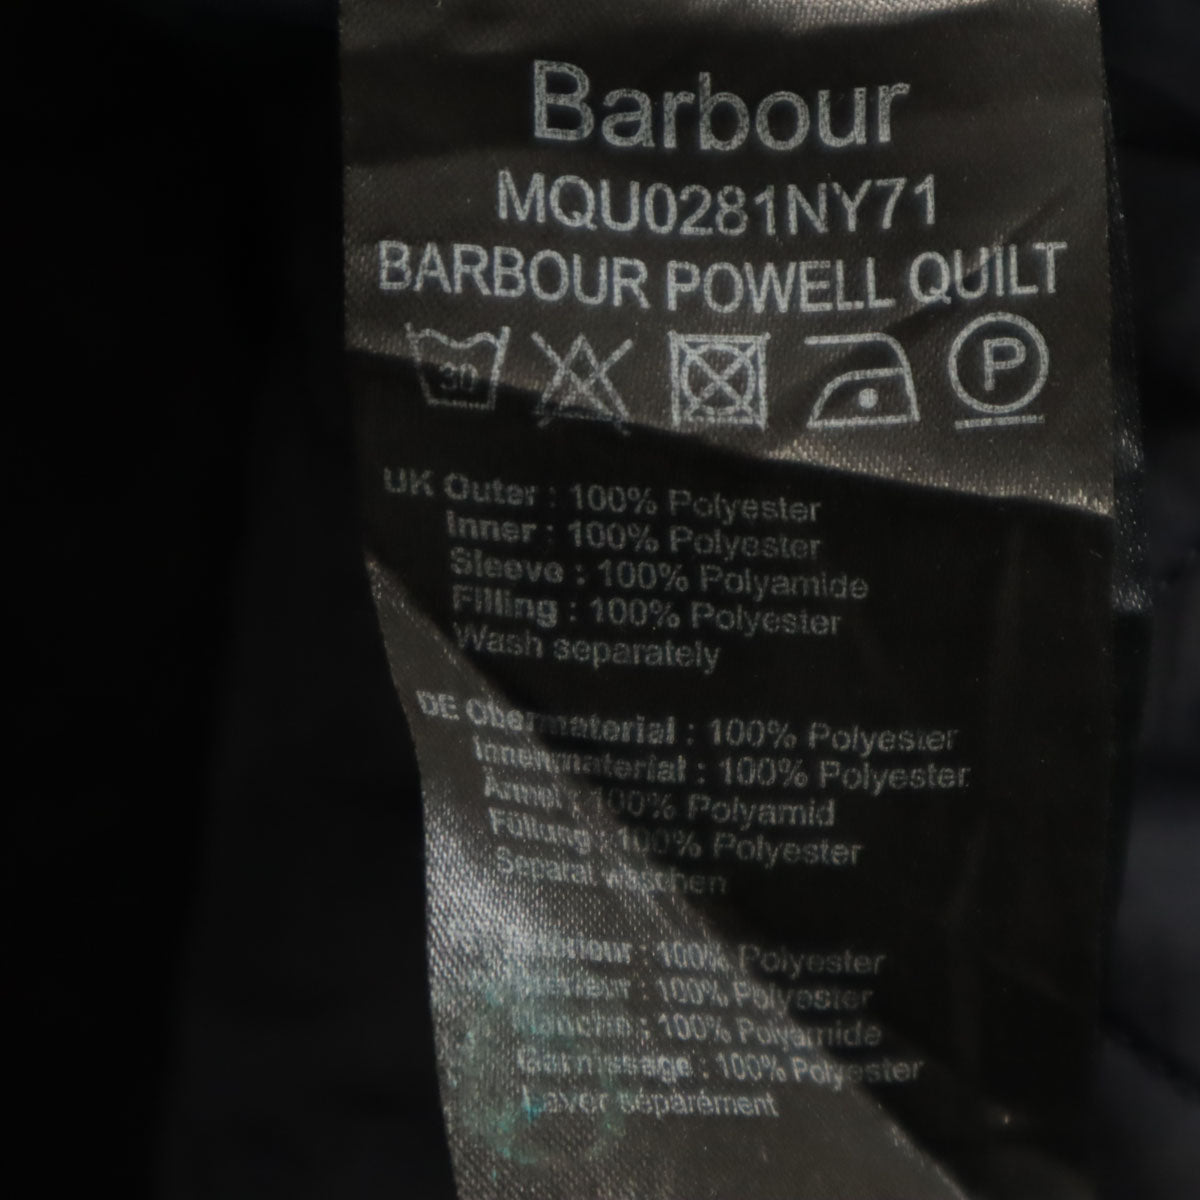 Barbour
MQU0281NY71
BARBOUR POWELL QUILT
30
P
UK Outer : 100% Polyester
Inner : 100% Polyester
Sleeve : 100% Polyamide
Filling : 100% Polyester
Wash separately
DE Obermaterial : 100% Polyester
Innenmaterial : 100% Polyester
Ärmel : 100% Polyamid
Füllung : 100% Polyester
Separat waschen
: 100% Polyester
: 100% Polyester
: 100% Polyamide
Garnissage : 100% Polyester
Laver séparément